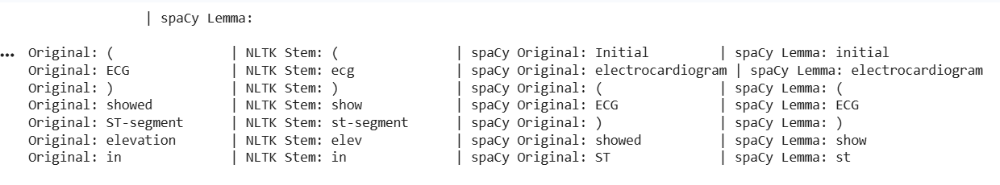 | spaCy Lemma:
... Original: ( | NLTK Stem: ( | spaCy Original: Initial | spaCy Lemma: initial
Original: ECG | NLTK Stem: ecg | spaCy Original: electrocardiogram | spaCy Lemma: electrocardiogram
Original: ) | NLTK Stem: ) | spaCy Original: ( | spaCy Lemma: (
Original: showed | NLTK Stem: show | spaCy Original: ECG | spaCy Lemma: ECG
Original: ST-segment | NLTK Stem: st-segment | spaCy Original: ) | spaCy Lemma: )
Original: elevation | NLTK Stem: elev | spaCy Original: showed | spaCy Lemma: show
Original: in | NLTK Stem: in | spaCy Original: ST | spaCy Lemma: st